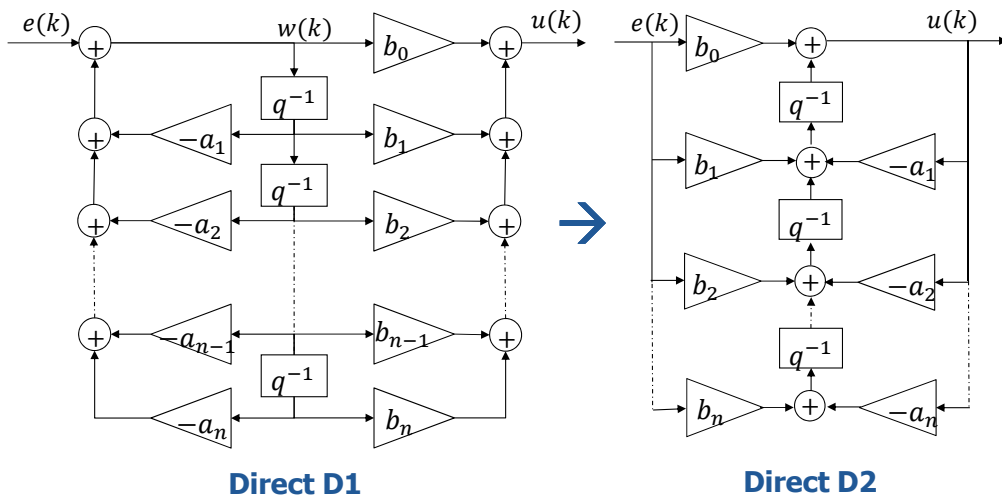 e(k) w(k) b₀ u(k)
+ +
q⁻¹
+ −a₁ b₁ +
q⁻¹
+ −a₂ b₂ +
+ −aₙ₋₁ bₙ₋₁ +
q⁻¹
−aₙ bₙ
Direct D1
→
e(k) b₀ + u(k)
q⁻¹
b₁ + −a₁
q⁻¹
b₂ + −a₂
q⁻¹
bₙ + −aₙ
Direct D2